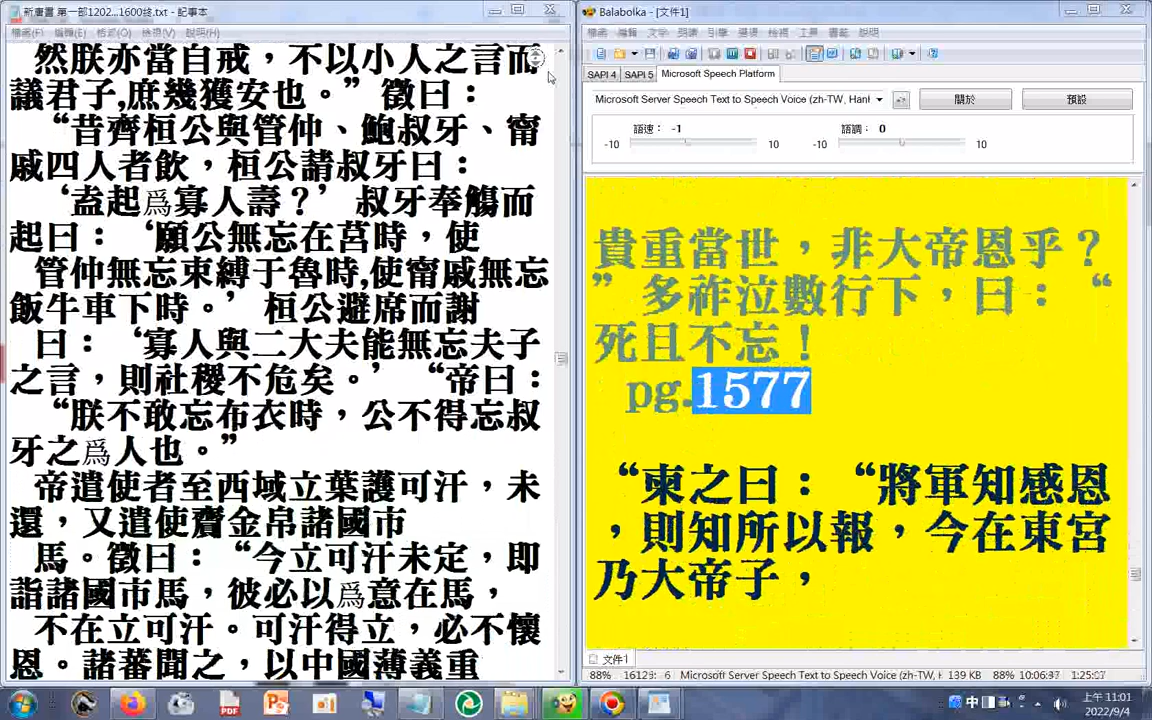 新唐書 第一部1202...1600终.txt - 記事本
檔案(F) 編輯(E) 格式(O) 檢視(V) 說明(H)
然朕亦當自戒，不以小人之言而
議君子,庶幾獲安也。” 徵曰：
“昔齊桓公與管仲、鮑叔牙、甯
戚四人者飲，桓公請叔牙曰：
‘盍起爲寡人壽？’ 叔牙奉觴而
起曰：‘願公無忘在莒時，使
管仲無忘束縛于魯時,使甯戚無忘
飯牛車下時。’ 桓公避席而謝
曰：‘寡人與二大夫能無忘夫子
之言，則社稷不危矣。’ “帝曰：
“朕不敢忘布衣時，公不得忘叔
牙之爲人也。”
帝遣使者至西域立葉護可汗，未
還，又遣使齎金帛諸國市
馬。徵曰：“今立可汗未定，即
詣諸國市馬，彼必以爲意在馬，
不在立可汗。可汗得立，必不懷
恩。諸蕃聞之，以中國薄義重
Balabolka - [文件1]
檔案 編輯 文字 朗讀 引擎 選項 檢視 工具 書籤 說明
SAPI 4 SAPI 5 Microsoft Speech Platform
Microsoft Server Speech Text to Speech Voice (zh-TW, Hanl 關於 預設
語速： -1 語調： 0
-10 10 -10 10
貴重當世，非大帝恩乎？
” 多祚泣數行下，曰：“
死且不忘！
pg.1577
“柬之曰：“將軍知感恩
，則知所以報，今在東宮
乃大帝子，
文件1
88% 16129: 6 Microsoft Server Speech Text to Speech Voice (zh-TW, H 139 KB 88% 10:06:37 1:25:07
中
上午 11:01
2022/9/4